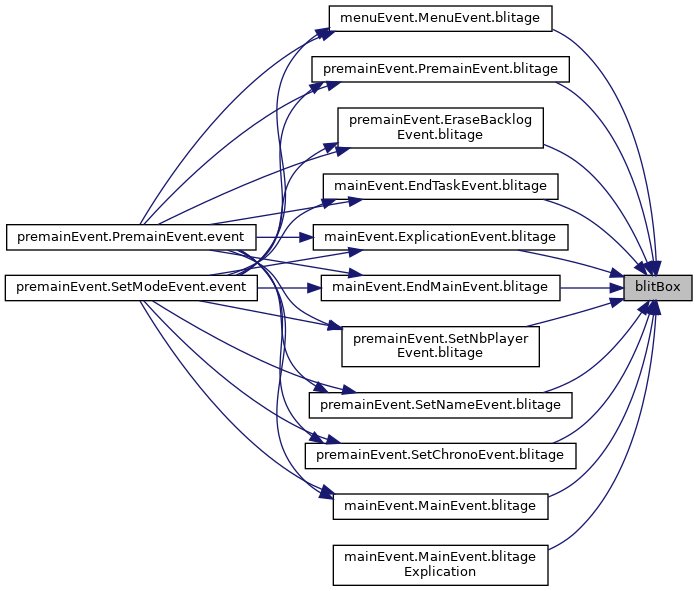 menuEvent.MenuEvent.blitage
premainEvent.PremainEvent.blitage
premainEvent.EraseBacklog
Event.blitage
mainEvent.EndTaskEvent.blitage
premainEvent.PremainEvent.event
mainEvent.ExplicationEvent.blitage
premainEvent.SetModeEvent.event
mainEvent.EndMainEvent.blitage
blitBox
premainEvent.SetNbPlayer
Event.blitage
premainEvent.SetNameEvent.blitage
premainEvent.SetChronoEvent.blitage
mainEvent.MainEvent.blitage
mainEvent.MainEvent.blitage
Explication